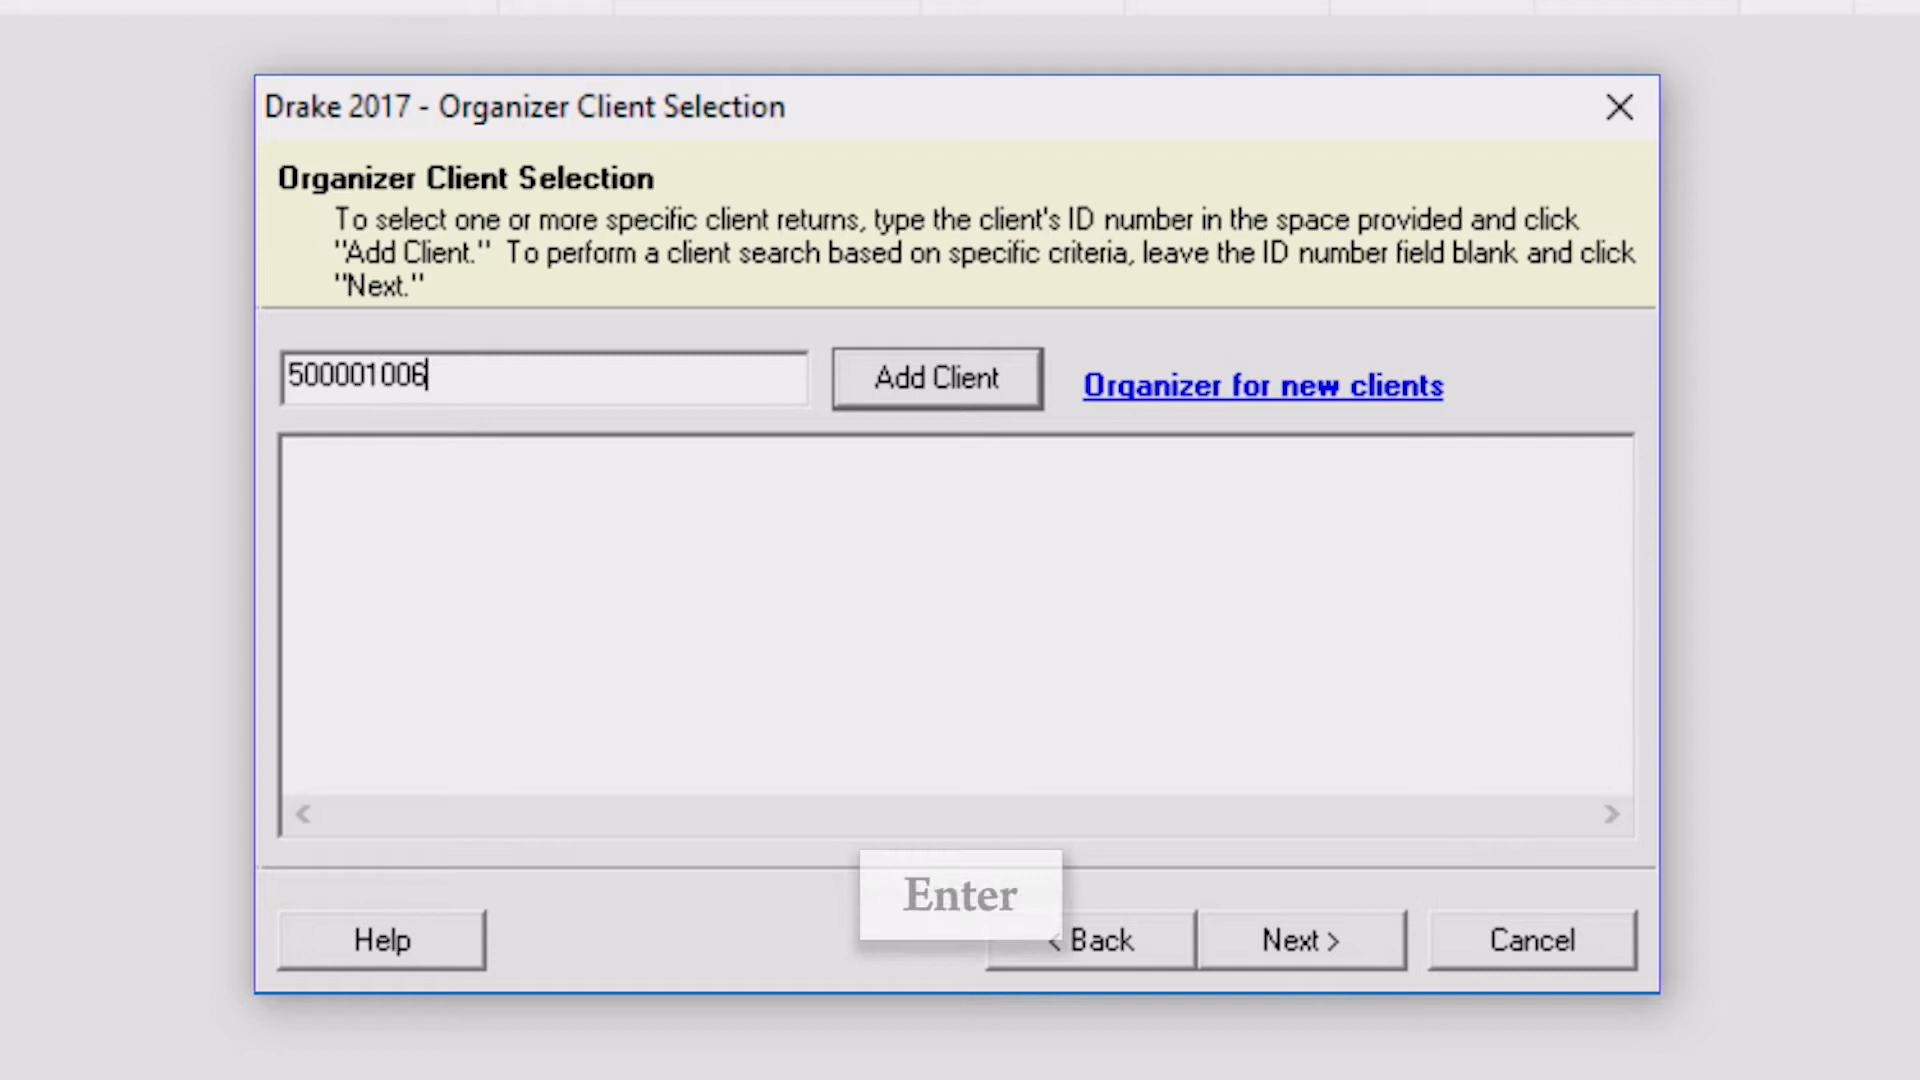 Drake 2017 - Organizer Client Selection
Organizer Client Selection
To select one or more specific client returns, type the client's ID number in the space provided and click
"Add Client."  To perform a client search based on specific criteria, leave the ID number field blank and click
"Next."
500001006
Add Client
Organizer for new clients
Enter
Help
< Back
Next >
Cancel